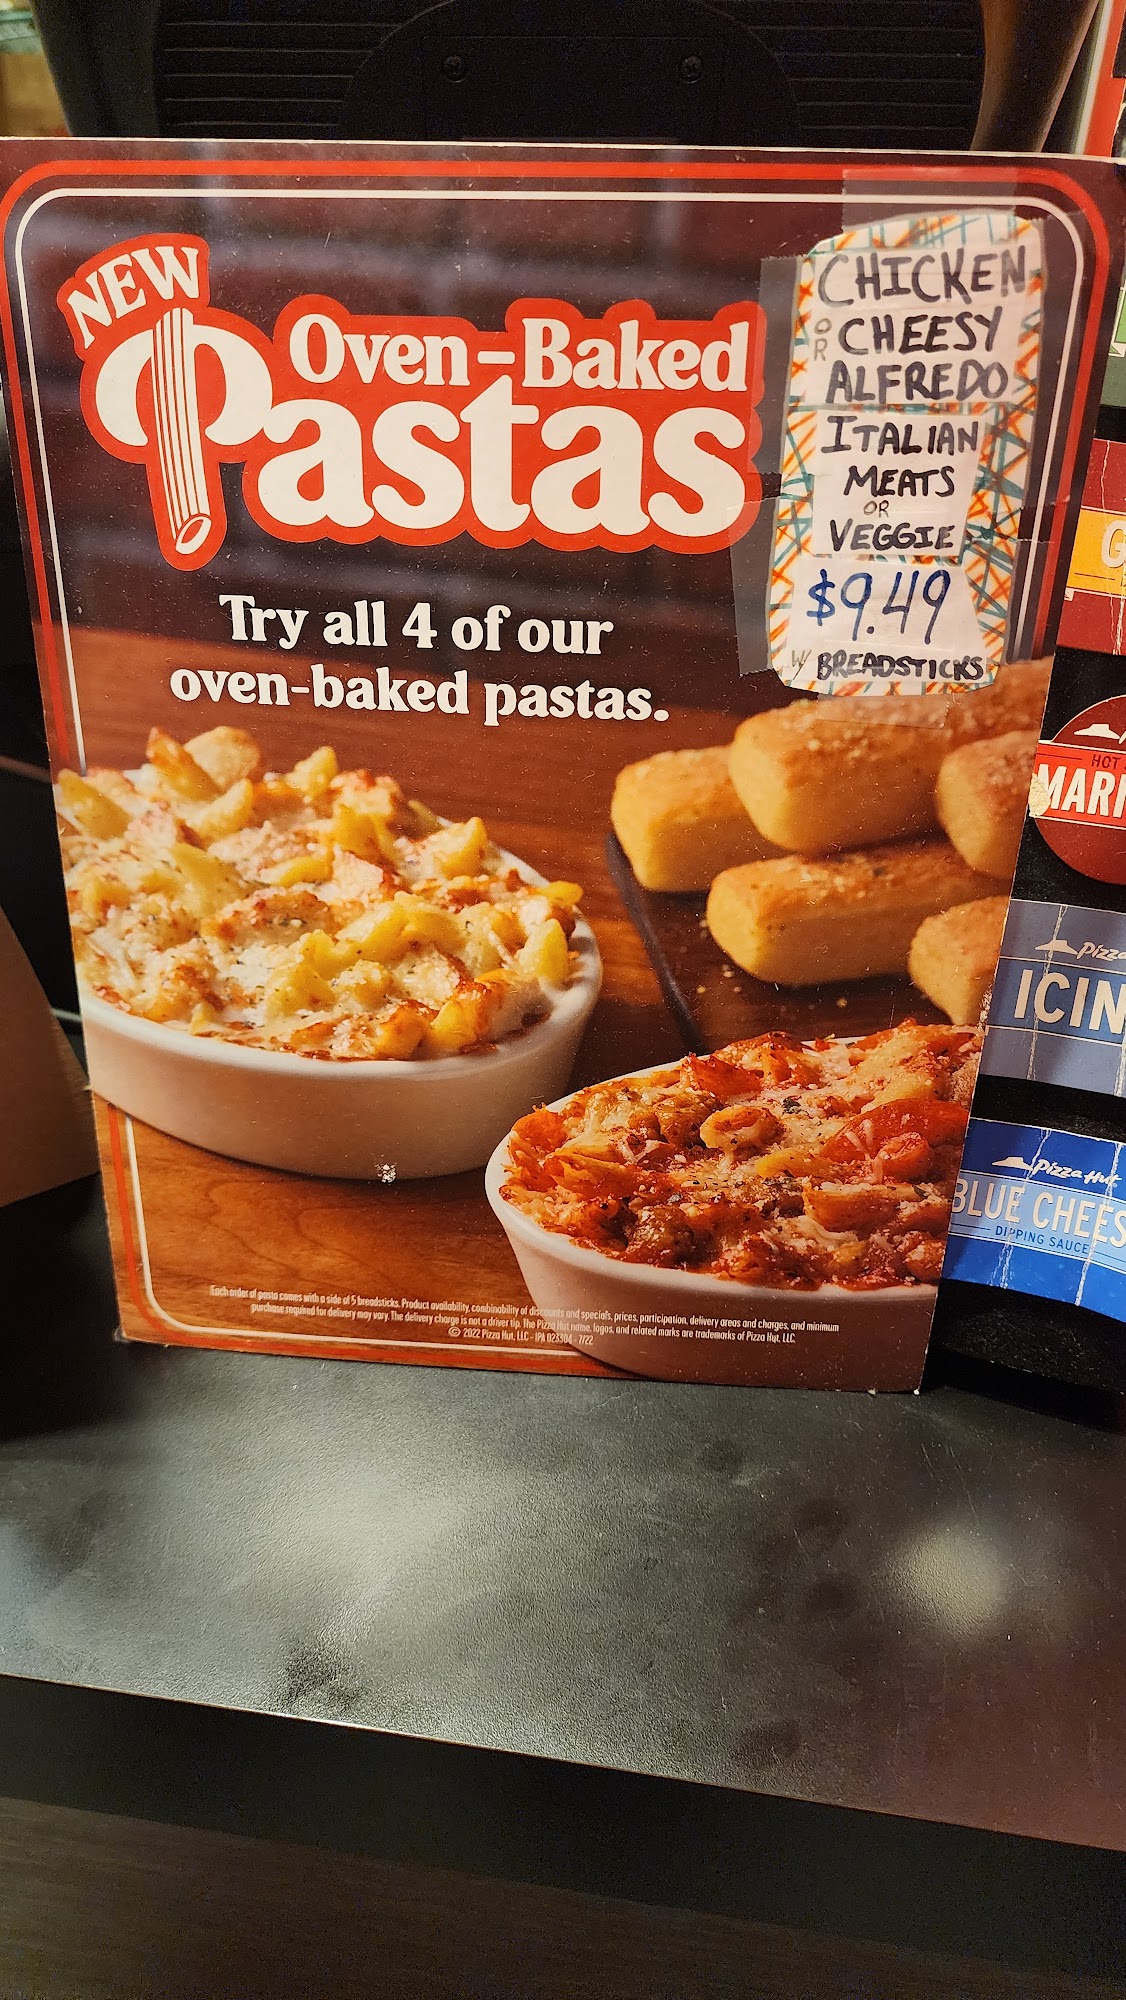 NEW
Oven-Baked
Pastas
Try all 4 of our
oven-baked pastas.
CHICKEN
OR CHEESY
ALFREDO
ITALIAN
MEATS
OR
VEGGIE
$9.49
W/ BREADSTICKS
Each order of pasta comes with a side of 5 breadsticks. Product availability, combinability of discounts and specials, prices, participation, delivery areas and charges, and minimum
purchase required for delivery may vary. The delivery charge is not a driver tip. The Pizza Hut name, logos, and related marks are trademarks of Pizza Hut, LLC.
© 2022 Pizza Hut, LLC - IPA 023304 - 7/22
G
HOT
MARI
Pizza
ICIN
Pizza Hut
BLUE CHEES
DIPPING SAUCE